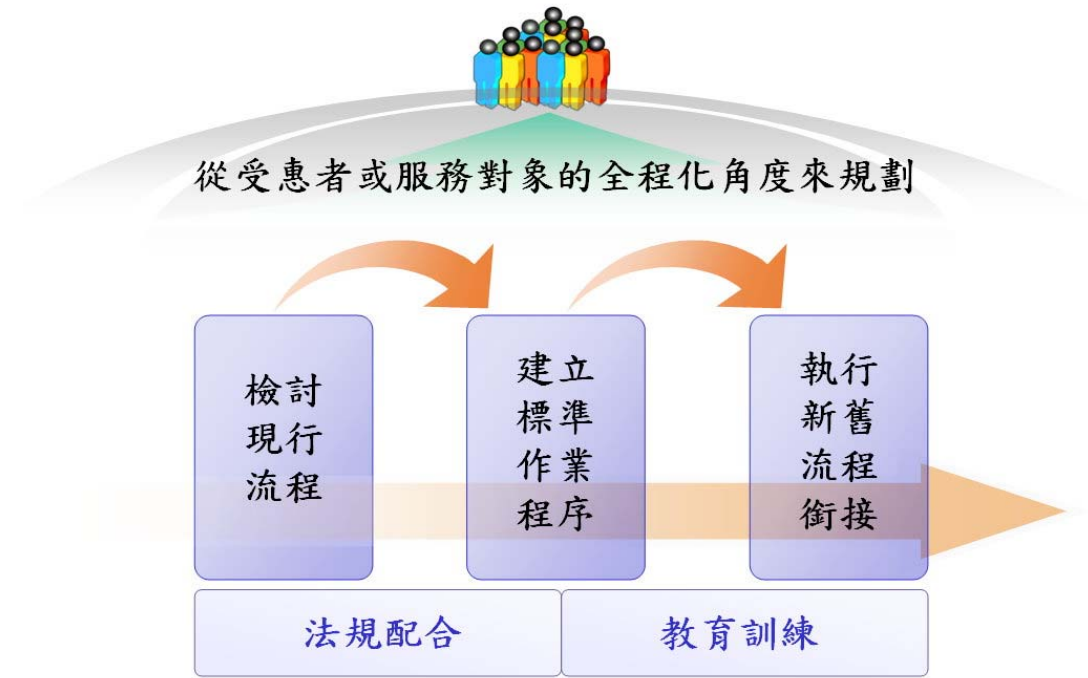 從受惠者或服務對象的全程化角度來規劃
檢討
現行
流程
建立
標準
作業
程序
執行
新舊
流程
銜接
法規配合
教育訓練